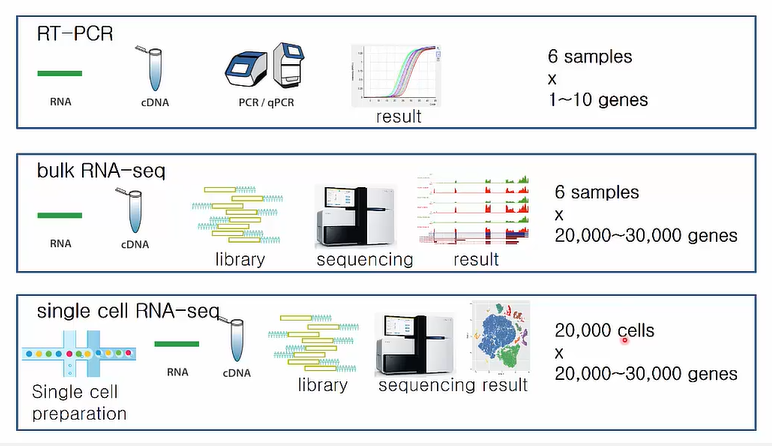 RT-PCR
RNA
cDNA
PCR / qPCR
result
6 samples
x
1~10 genes
bulk RNA-seq
RNA
cDNA
library
sequencing
result
6 samples
x
20,000~30,000 genes
single cell RNA-seq
Single cell
preparation
RNA
cDNA
library
sequencing result
20,000 cells
x
20,000~30,000 genes